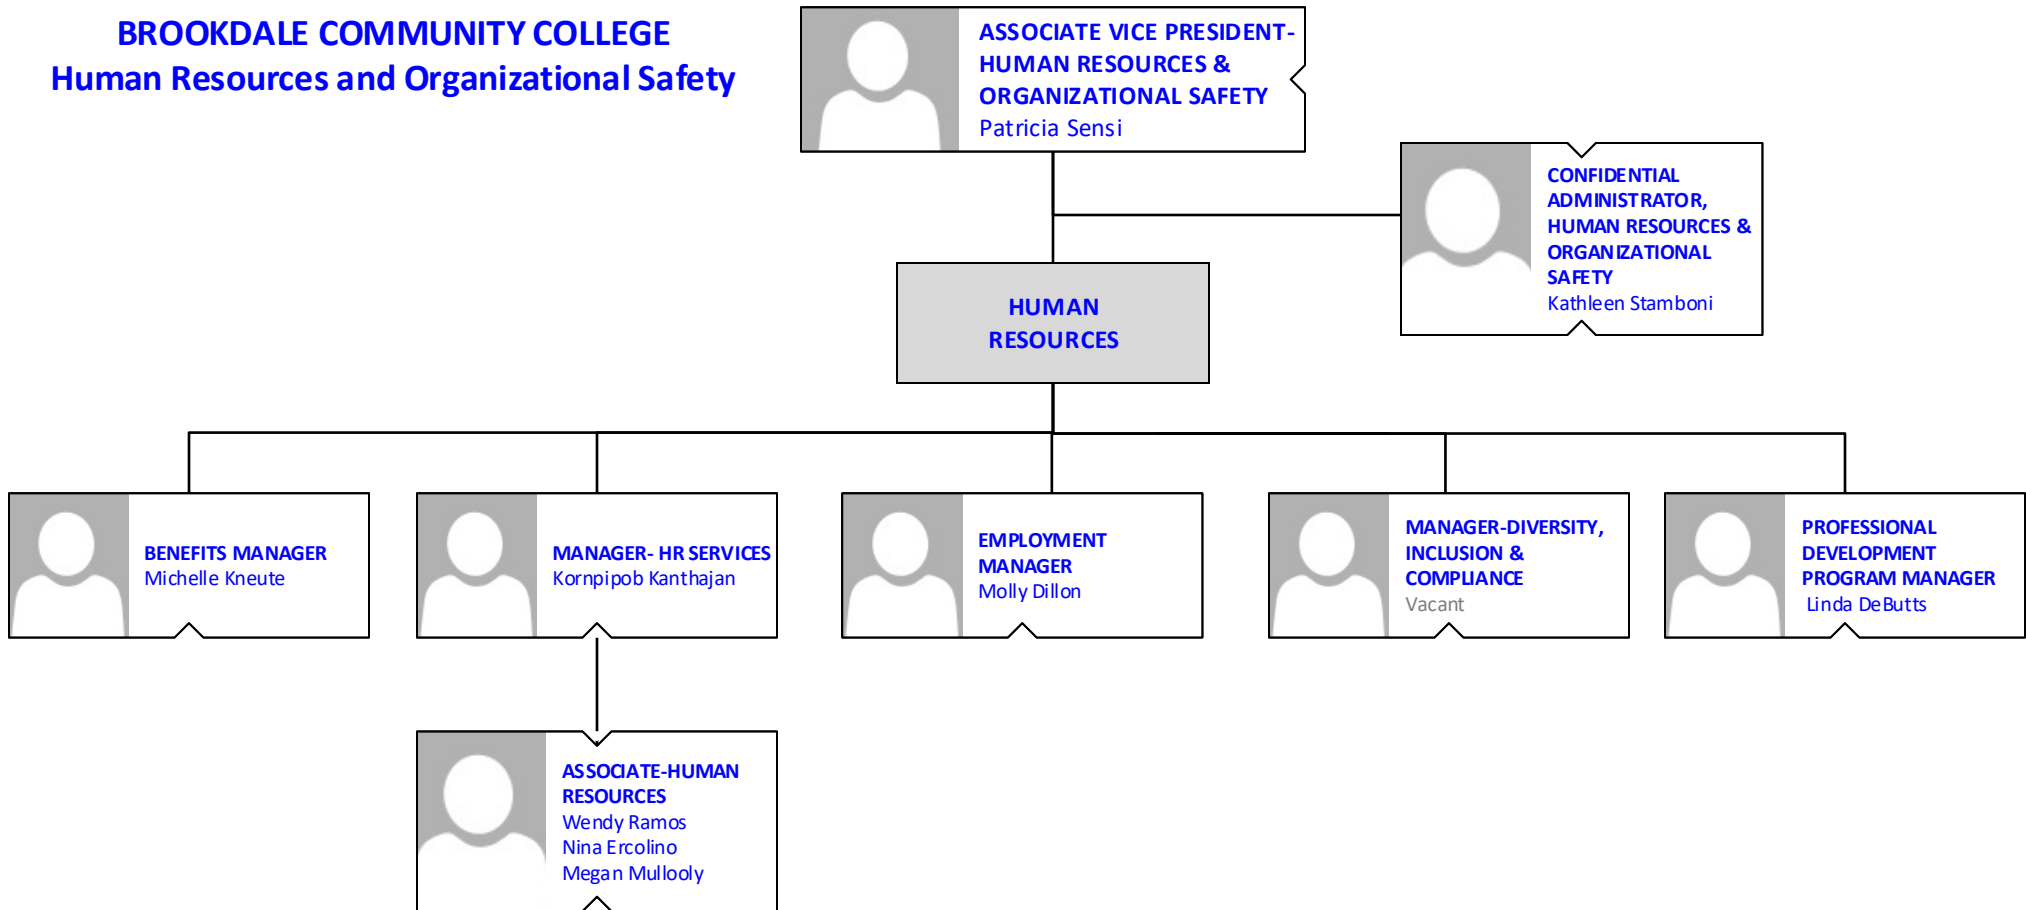 BROOKDALE COMMUNITY COLLEGE
Human Resources and Organizational Safety
ASSOCIATE VICE PRESIDENT-
HUMAN RESOURCES &
ORGANIZATIONAL SAFETY
Patricia Sensi
CONFIDENTIAL
ADMINISTRATOR,
HUMAN RESOURCES &
ORGANIZATIONAL
SAFETY
Kathleen Stamboni
HUMAN
RESOURCES
BENEFITS MANAGER
Michelle Kneute
MANAGER- HR SERVICES
Kornpipob Kanthajan
EMPLOYMENT
MANAGER
Molly Dillon
MANAGER-DIVERSITY,
INCLUSION &
COMPLIANCE
Vacant
PROFESSIONAL
DEVELOPMENT
PROGRAM MANAGER
Linda DeButts
ASSOCIATE-HUMAN
RESOURCES
Wendy Ramos
Nina Ercolino
Megan Mullooly